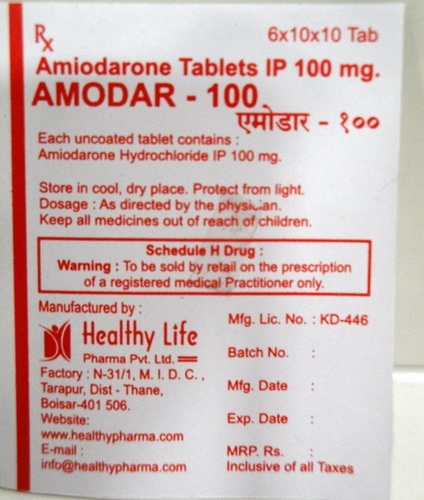 Rx
6x10x10 Tab
Amiodarone Tablets IP 100 mg.
AMODAR - 100
एमोडार - १००
Each uncoated tablet contains :
Amiodarone Hydrochloride IP 100 mg.
Store in cool, dry place. Protect from light.
Dosage : As directed by the physician.
Keep all medicines out of reach of children.
Schedule H Drug :
Warning : To be sold by retail on the prescription
of a registered medical Practitioner only.
Manufactured by :
Healthy Life
Pharma Pvt. Ltd.
Factory : N-31/1, M. I. D. C. ,
Tarapur, Dist - Thane,
Boisar-401 506.
Website:
www.healthypharma.com
E-mail :
info@healthypharma.com
Mfg. Lic. No. : KD-446
Batch No. :
Mfg. Date :
Exp. Date :
MRP. Rs. :
Inclusive of all Taxes